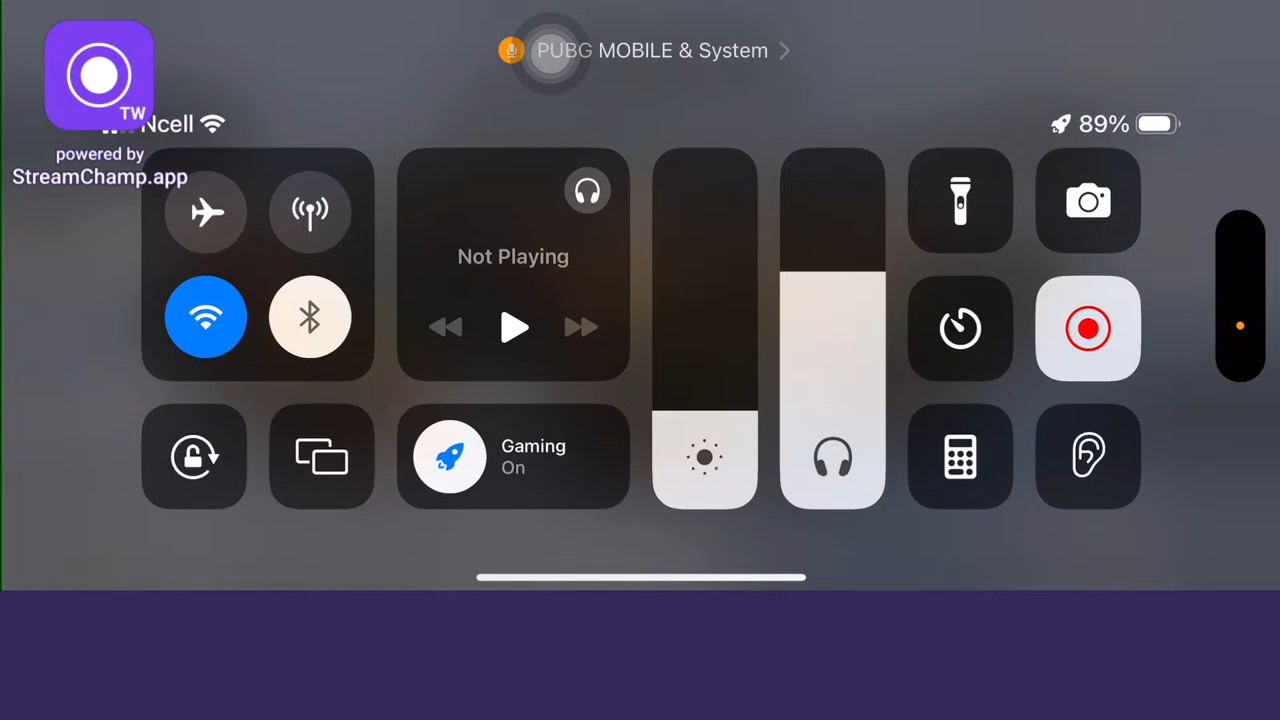 PUBG MOBILE & System
TW
Ncell
89%
powered by
StreamChamp.app
Not Playing
Gaming
On